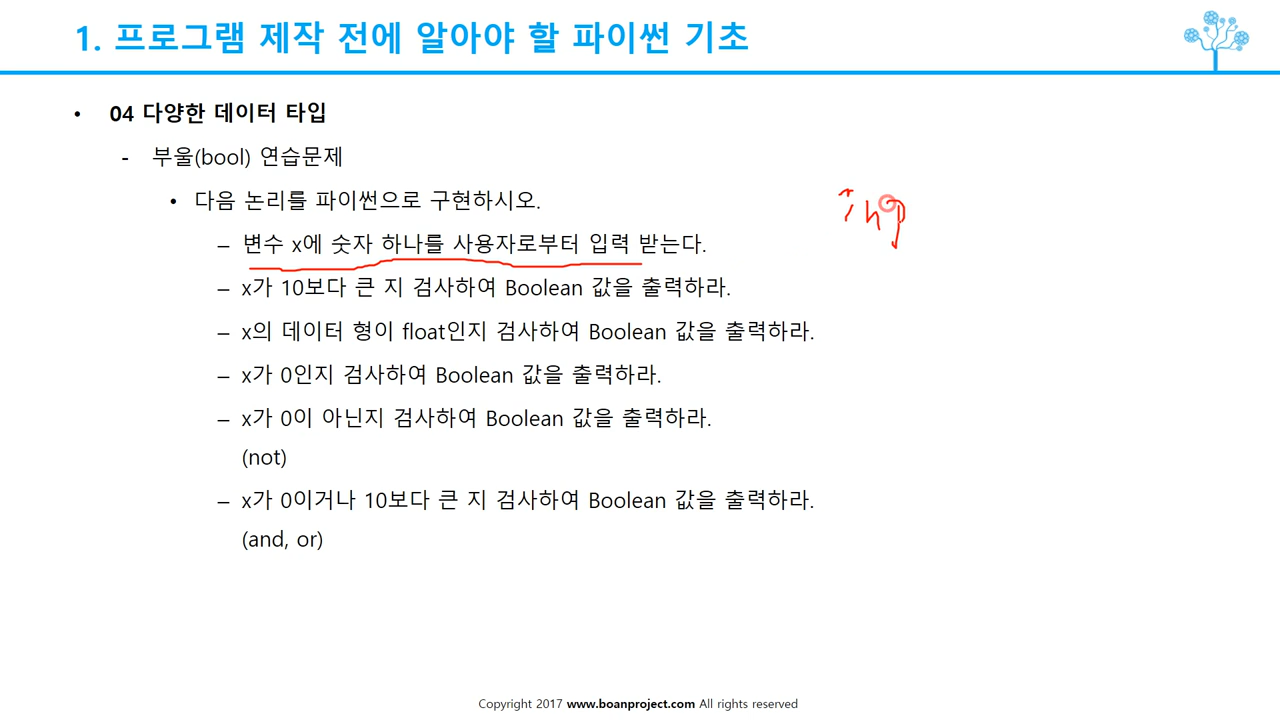 1. 프로그램 제작 전에 알아야 할 파이썬 기초
• 04 다양한 데이터 타입
- 부울(bool) 연습문제
• 다음 논리를 파이썬으로 구현하시오.
inp
– 변수 x에 숫자 하나를 사용자로부터 입력 받는다.
– x가 10보다 큰 지 검사하여 Boolean 값을 출력하라.
– x의 데이터 형이 float인지 검사하여 Boolean 값을 출력하라.
– x가 0인지 검사하여 Boolean 값을 출력하라.
– x가 0이 아닌지 검사하여 Boolean 값을 출력하라.
(not)
– x가 0이거나 10보다 큰 지 검사하여 Boolean 값을 출력하라.
(and, or)
Copyright 2017 www.boanproject.com All rights reserved